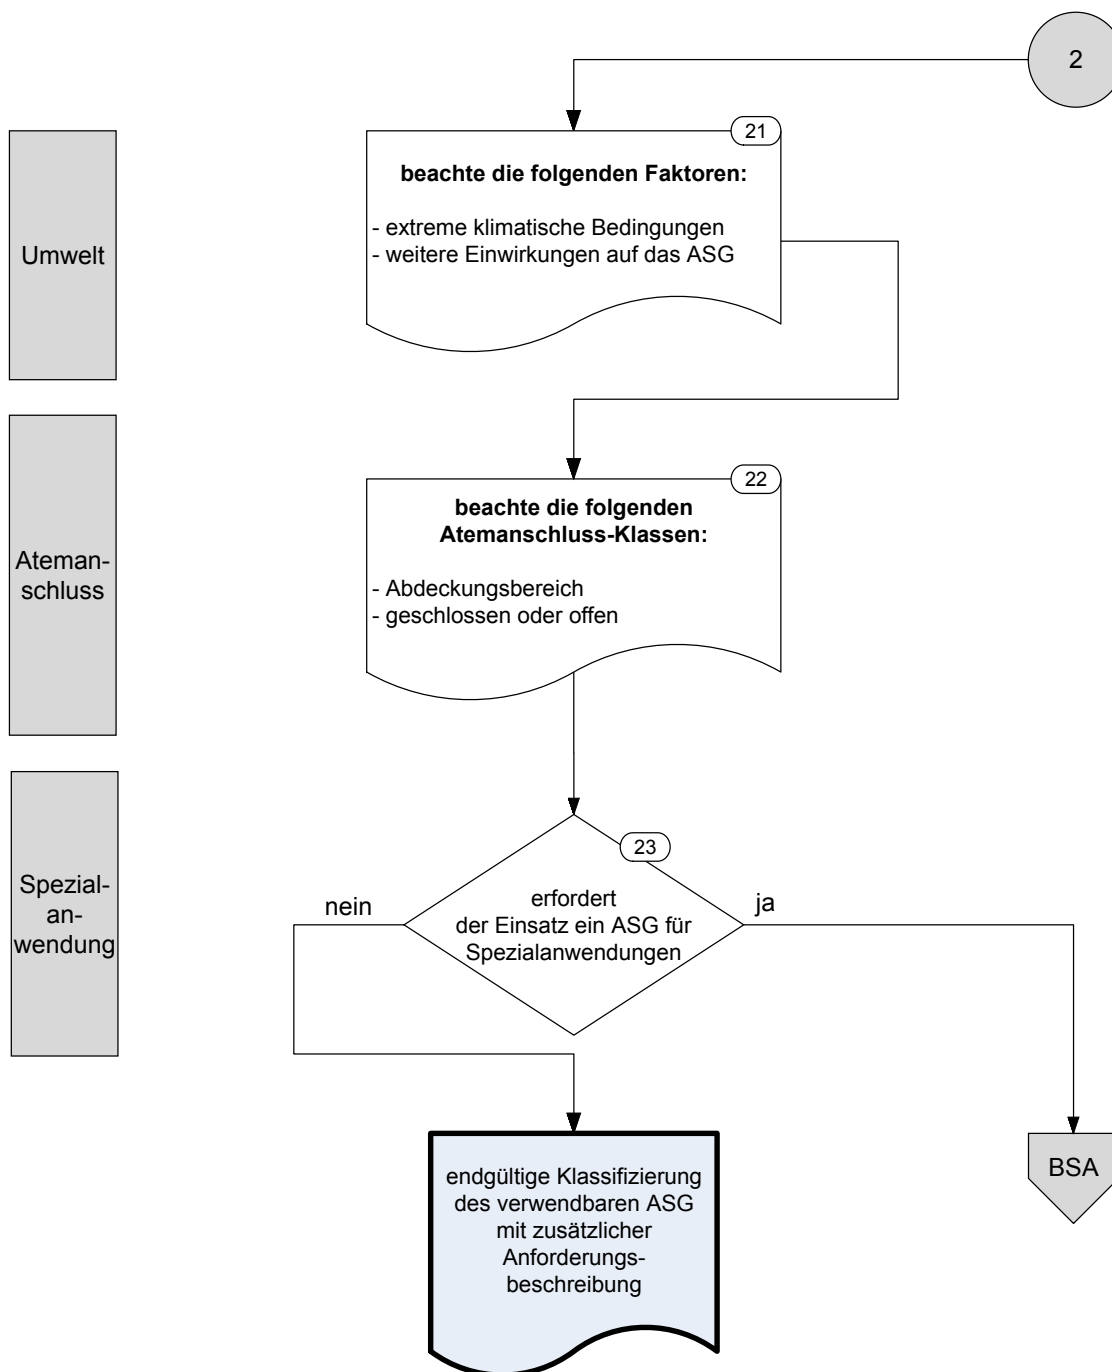 2
21
beachte die folgenden Faktoren:
- extreme klimatische Bedingungen
- weitere Einwirkungen auf das ASG
Umwelt
22
beachte die folgenden
Atemanschluss-Klassen:
- Abdeckungsbereich
- geschlossen oder offen
Ateman-
schluss
23
erfordert
der Einsatz ein ASG für
Spezialanwendungen
nein
ja
Spezial-
an-
wendung
endgültige Klassifizierung
des verwendbaren ASG
mit zusätzlicher
Anforderungs-
beschreibung
BSA